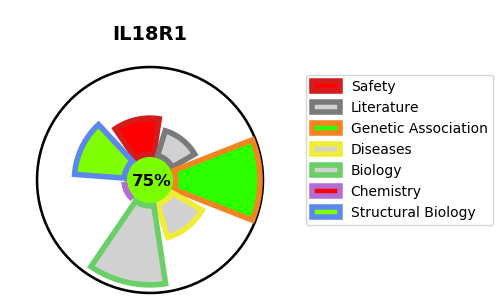 IL18R1
75%
Safety
Literature
Genetic Association
Diseases
Biology
Chemistry
Structural Biology